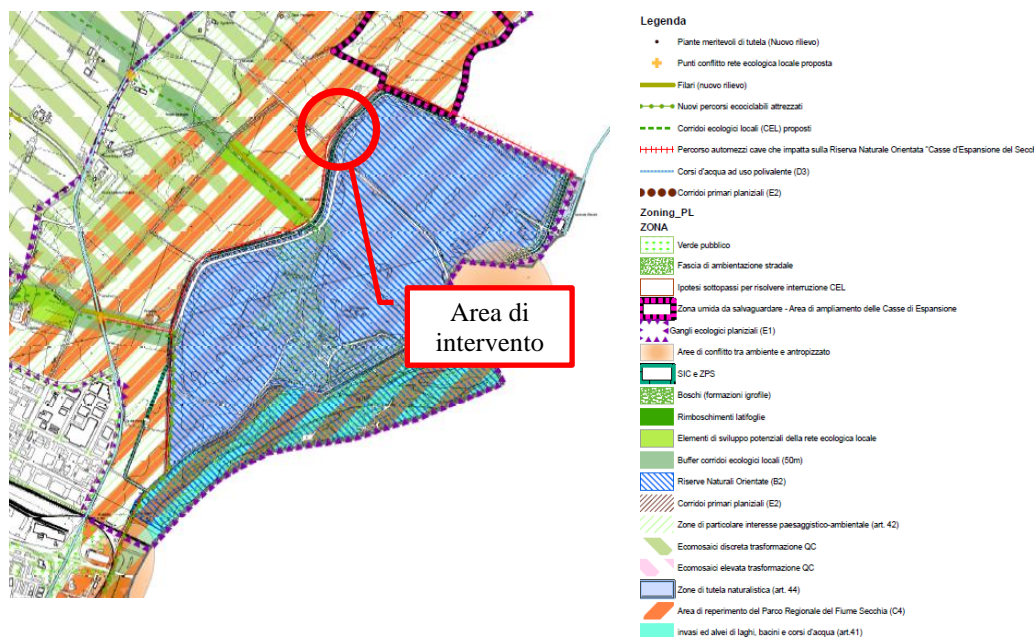 Area di
intervento
Legenda
Piante meritevoli di tutela (Nuovo rilievo)
Punti conflitto rete ecologica locale proposta
Filari (nuovo rilievo)
Nuovi percorsi ecociclabili attrezzati
Corridoi ecologici locali (CEL) proposti
Percorso automezzi cave che impatta sulla Riserva Naturale Orientata "Casse d'Espansione del Secch
Corsi d'acqua ad uso polivalente (D3)
Corridoi primari planiziali (E2)
Zoning_PL
ZONA
Verde pubblico
Fascia di ambientazione stradale
Ipotesi sottopassi per risolvere interruzione CEL
Zona umida da salvaguardare - Area di ampliamento delle Casse di Espansione
Gangli ecologici planiziali (E1)
Aree di conflitto tra ambiente e antropizzato
SIC e ZPS
Boschi (formazioni igrofile)
Rimboschimenti latifoglie
Elementi di sviluppo potenziali della rete ecologica locale
Buffer corridoi ecologici locali (50m)
Riserve Naturali Orientate (B2)
Corridoi primari planiziali (E2)
Zone di particolare interesse paesaggistico-ambientale (art. 42)
Ecomosaici discreta trasformazione QC
Ecomosaici elevata trasformazione QC
Zone di tutela naturalistica (art. 44)
Area di reperimento del Parco Regionale del Fiume Secchia (C4)
invasi ed alvei di laghi, bacini e corsi d'acqua (art.41)